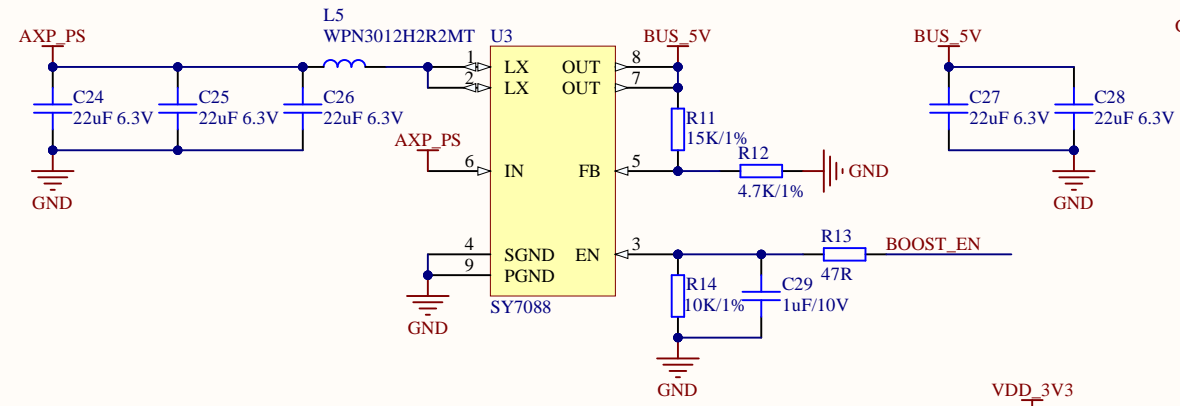 L5
WPN3012H2R2MT
AXP_PS
U3
BUS_5V
BUS_5V
1
LX
OUT
8
2
LX
OUT
7
C24
22uF 6.3V
C25
22uF 6.3V
C26
22uF 6.3V
C27
22uF 6.3V
C28
22uF 6.3V
R11
15K/1%
AXP_PS
R12
6
IN
FB
5
GND
4.7K/1%
GND
GND
4
SGND
EN
3
R13
BOOST_EN
9
PGND
47R
R14
10K/1%
C29
1uF/10V
SY7088
GND
GND
VDD_3V3